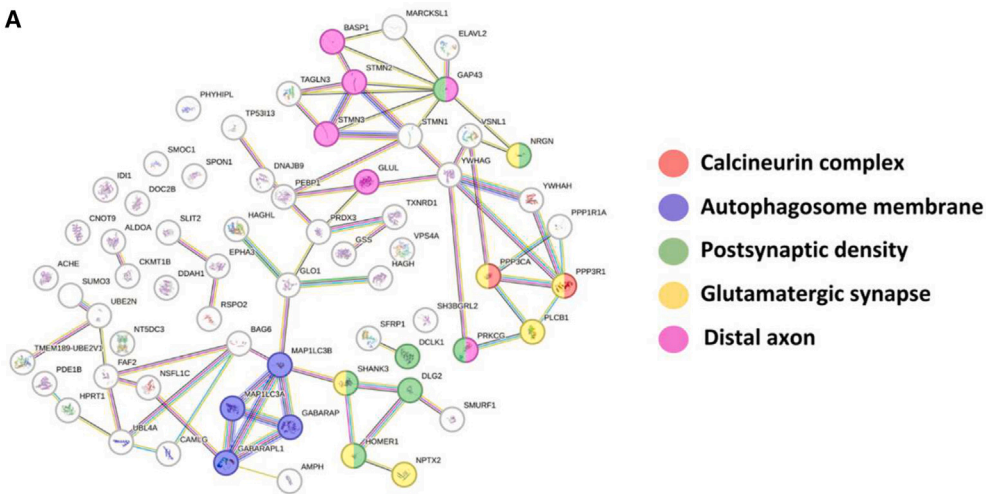 A
MARCKSL1
BASP1
ELAVL2
STMN2
GAP43
TAGLN3
PHYHIPL
TP53I13
STMN3
STMN1
VSNL1
NRGN
SMOC1
SPON1
DNAJB9
PEBP1
GLUL
YWHAG
IDI1
DOC2B
YWHAH
CNOT9
ALDOA
SLIT2
HAGHL
PRDX3
TXNRD1
PPP1R1A
GSS
VPS4A
EPHA3
ACHE
CKMT1B
DDAH1
GLO1
HAGH
PPP3CA
PPP3R1
SUMO3
UBE2N
RSPO2
SH3BGRL2
PLCB1
NT5DC3
BAG6
SFRP1
DCLK1
PRKCG
TMEM189-UBE2V1
FAF2
MAP1LC3B
PDE1B
NSFL1C
SHANK3
DLG2
HPRT1
MAP1LC3A
GABARAP
SMURF1
UBL4A
CAMLG
GABARAPL1
HOMER1
AMPH
NPTX2
Calcineurin complex
Autophagosome membrane
Postsynaptic density
Glutamatergic synapse
Distal axon